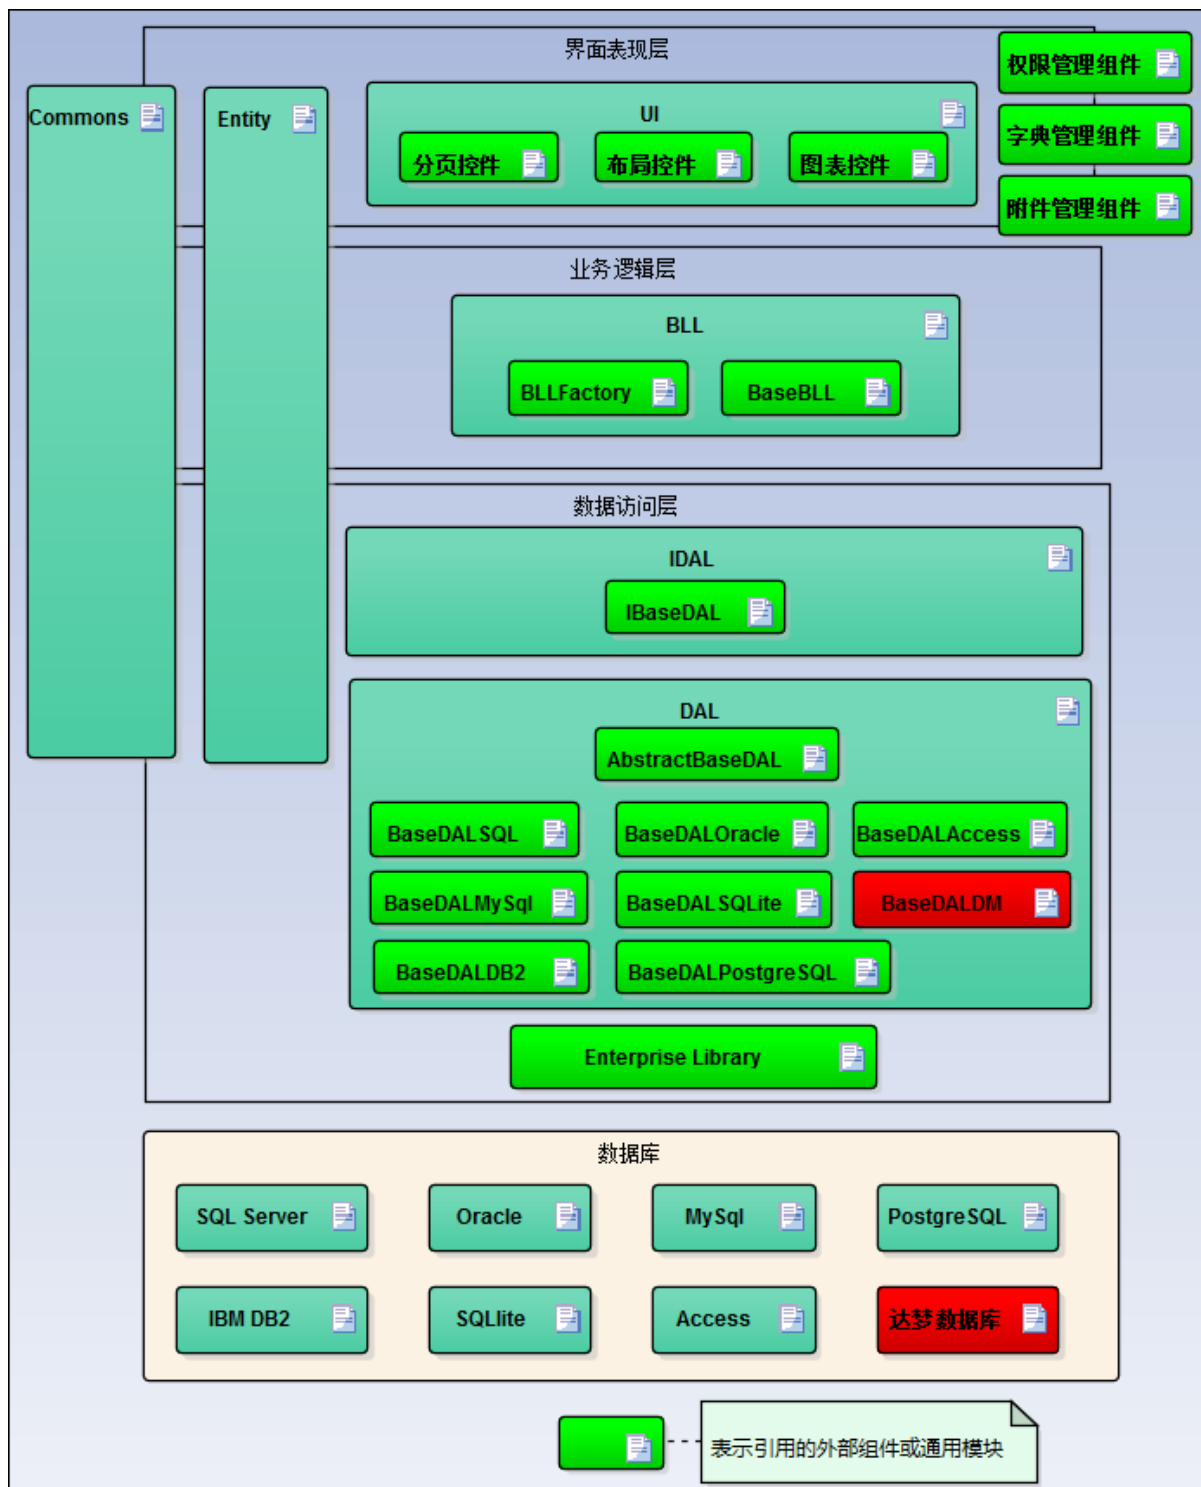 界面表现层
权限管理组件
Commons
Entity
UI
字典管理组件
分页控件
布局控件
图表控件
附件管理组件
业务逻辑层
BLL
BLLFactory
BaseBLL
数据访问层
IDAL
IBaseDAL
DAL
AbstractBaseDAL
BaseDALSQL
BaseDALOracle
BaseDALAccess
BaseDALMySql
BaseDALSQLite
BaseDALDM
BaseDALDB2
BaseDALPostgreSQL
Enterprise Library
数据库
SQL Server
Oracle
MySql
PostgreSQL
IBM DB2
SQLlite
Access
达梦数据库
表示引用的外部组件或通用模块